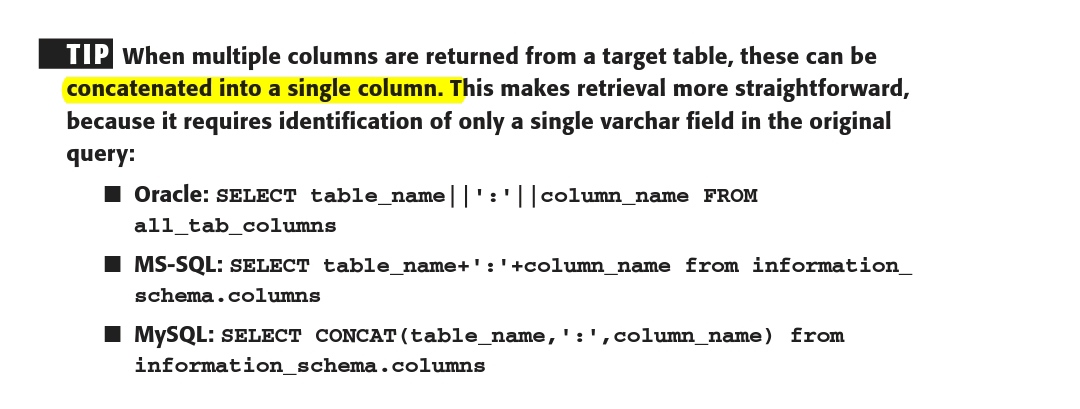 TIP When multiple columns are returned from a target table, these can be
concatenated into a single column. This makes retrieval more straightforward,
because it requires identification of only a single varchar field in the original
query:
■ Oracle: SELECT table_name||':'||column_name FROM
all_tab_columns
■ MS-SQL: SELECT table_name+':'+column_name from information_
schema.columns
■ MySQL: SELECT CONCAT(table_name,':',column_name) from
information_schema.columns